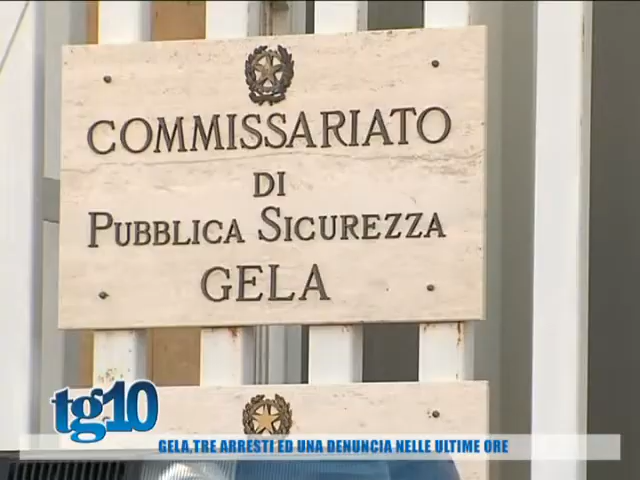 COMMISSARIATO
DI
PUBBLICA SICUREZZA
GELA
tg10
GELA,TRE ARRESTI ED UNA DENUNCIA NELLE ULTIME ORE